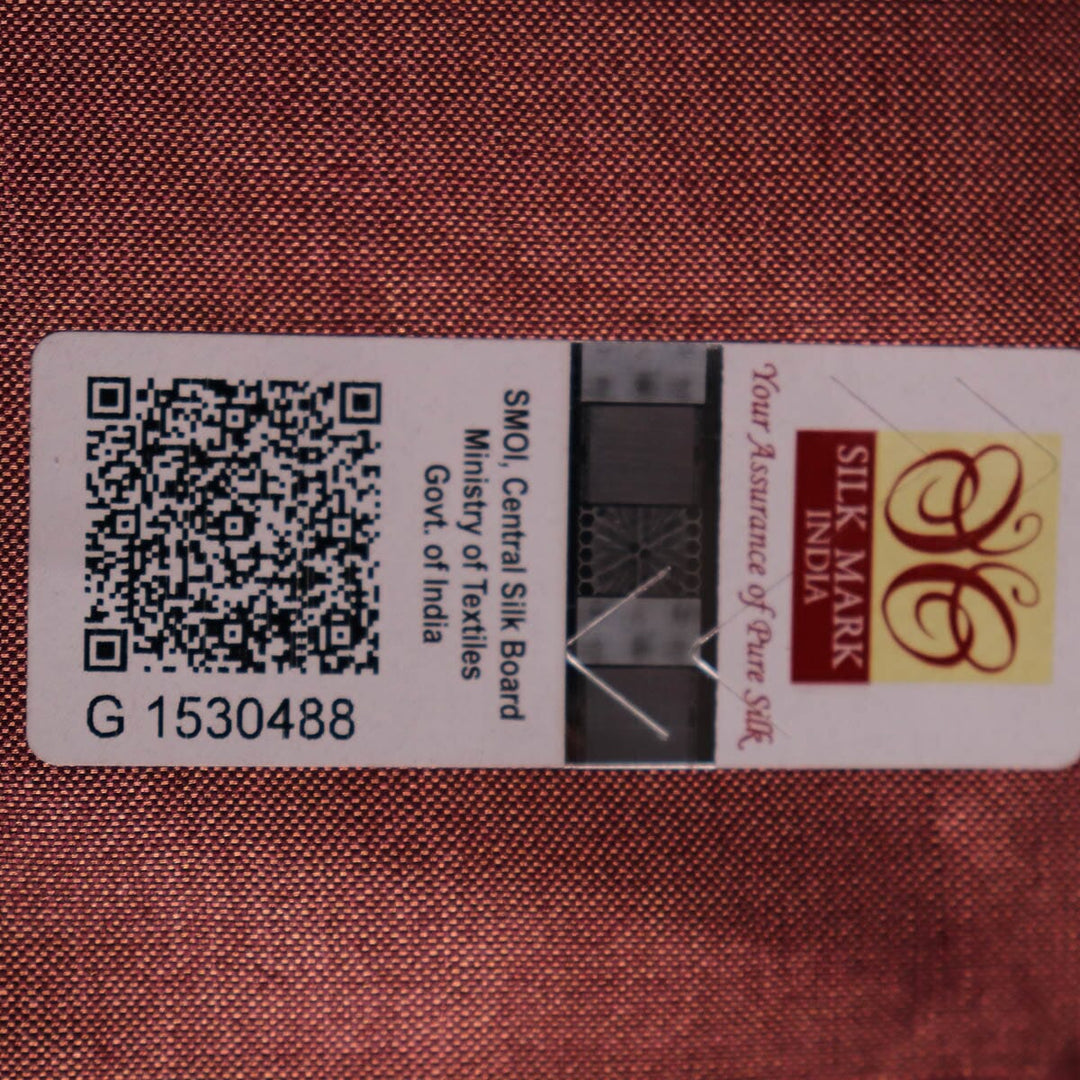 SMOI, Central Silk Board
Ministry of Textiles
Govt. of India
G 1530488
Your Assurance of Pure Silk
SILK MARK
INDIA